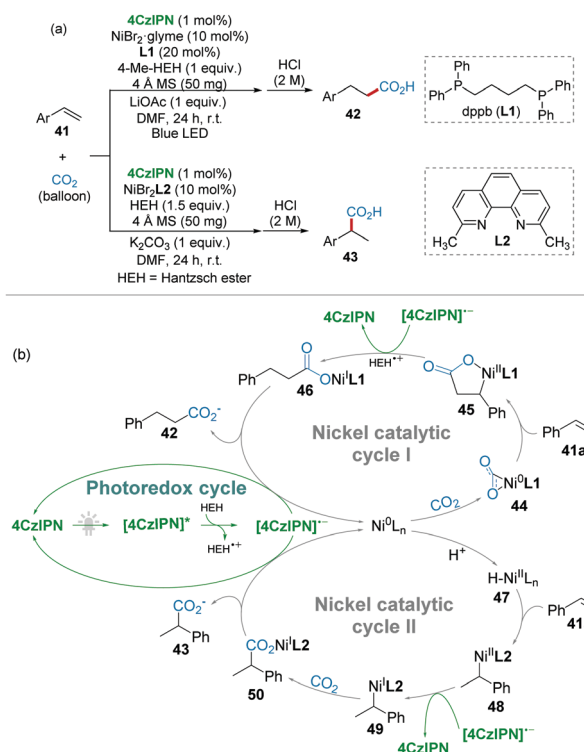 (a)
4CzIPN (1 mol%)
NiBr2·glyme (10 mol%)
L1 (20 mol%)
4-Me-HEH (1 equiv.)
4 Å MS (50 mg)
LiOAc (1 equiv.)
DMF, 24 h, r.t.
Blue LED
HCl
(2 M)
Ar
CO2H
42
Ph
P
Ph
Ph
P
Ph
dppb (L1)
Ar
41
+
CO2
(balloon)
4CzIPN (1 mol%)
NiBr2L2 (10 mol%)
HEH (1.5 equiv.)
4 Å MS (50 mg)
K2CO3 (1 equiv.)
DMF, 24 h, r.t.
HEH = Hantzsch ester
HCl
(2 M)
CO2H
Ar
43
N
N
CH3
L2
CH3
(b)
4CzIPN
[4CzIPN]•−
HEH•+
Ph
O
ONiIL1
46
O
O
NiIIL1
Ph
45
Ph
CO2-
42
Nickel catalytic
cycle I
41a
O
O
Ni0L1
44
CO2
Photoredox cycle
4CzIPN
[4CzIPN]*
HEH
HEH•+
[4CzIPN]•−
Ni0Ln
H+
H-NiIILn
47
41
Nickel catalytic
cycle II
CO2-
Ph
43
CO2NiIL2
Ph
50
CO2
NiIL2
Ph
49
NiIIL2
Ph
48
4CzIPN
[4CzIPN]•−